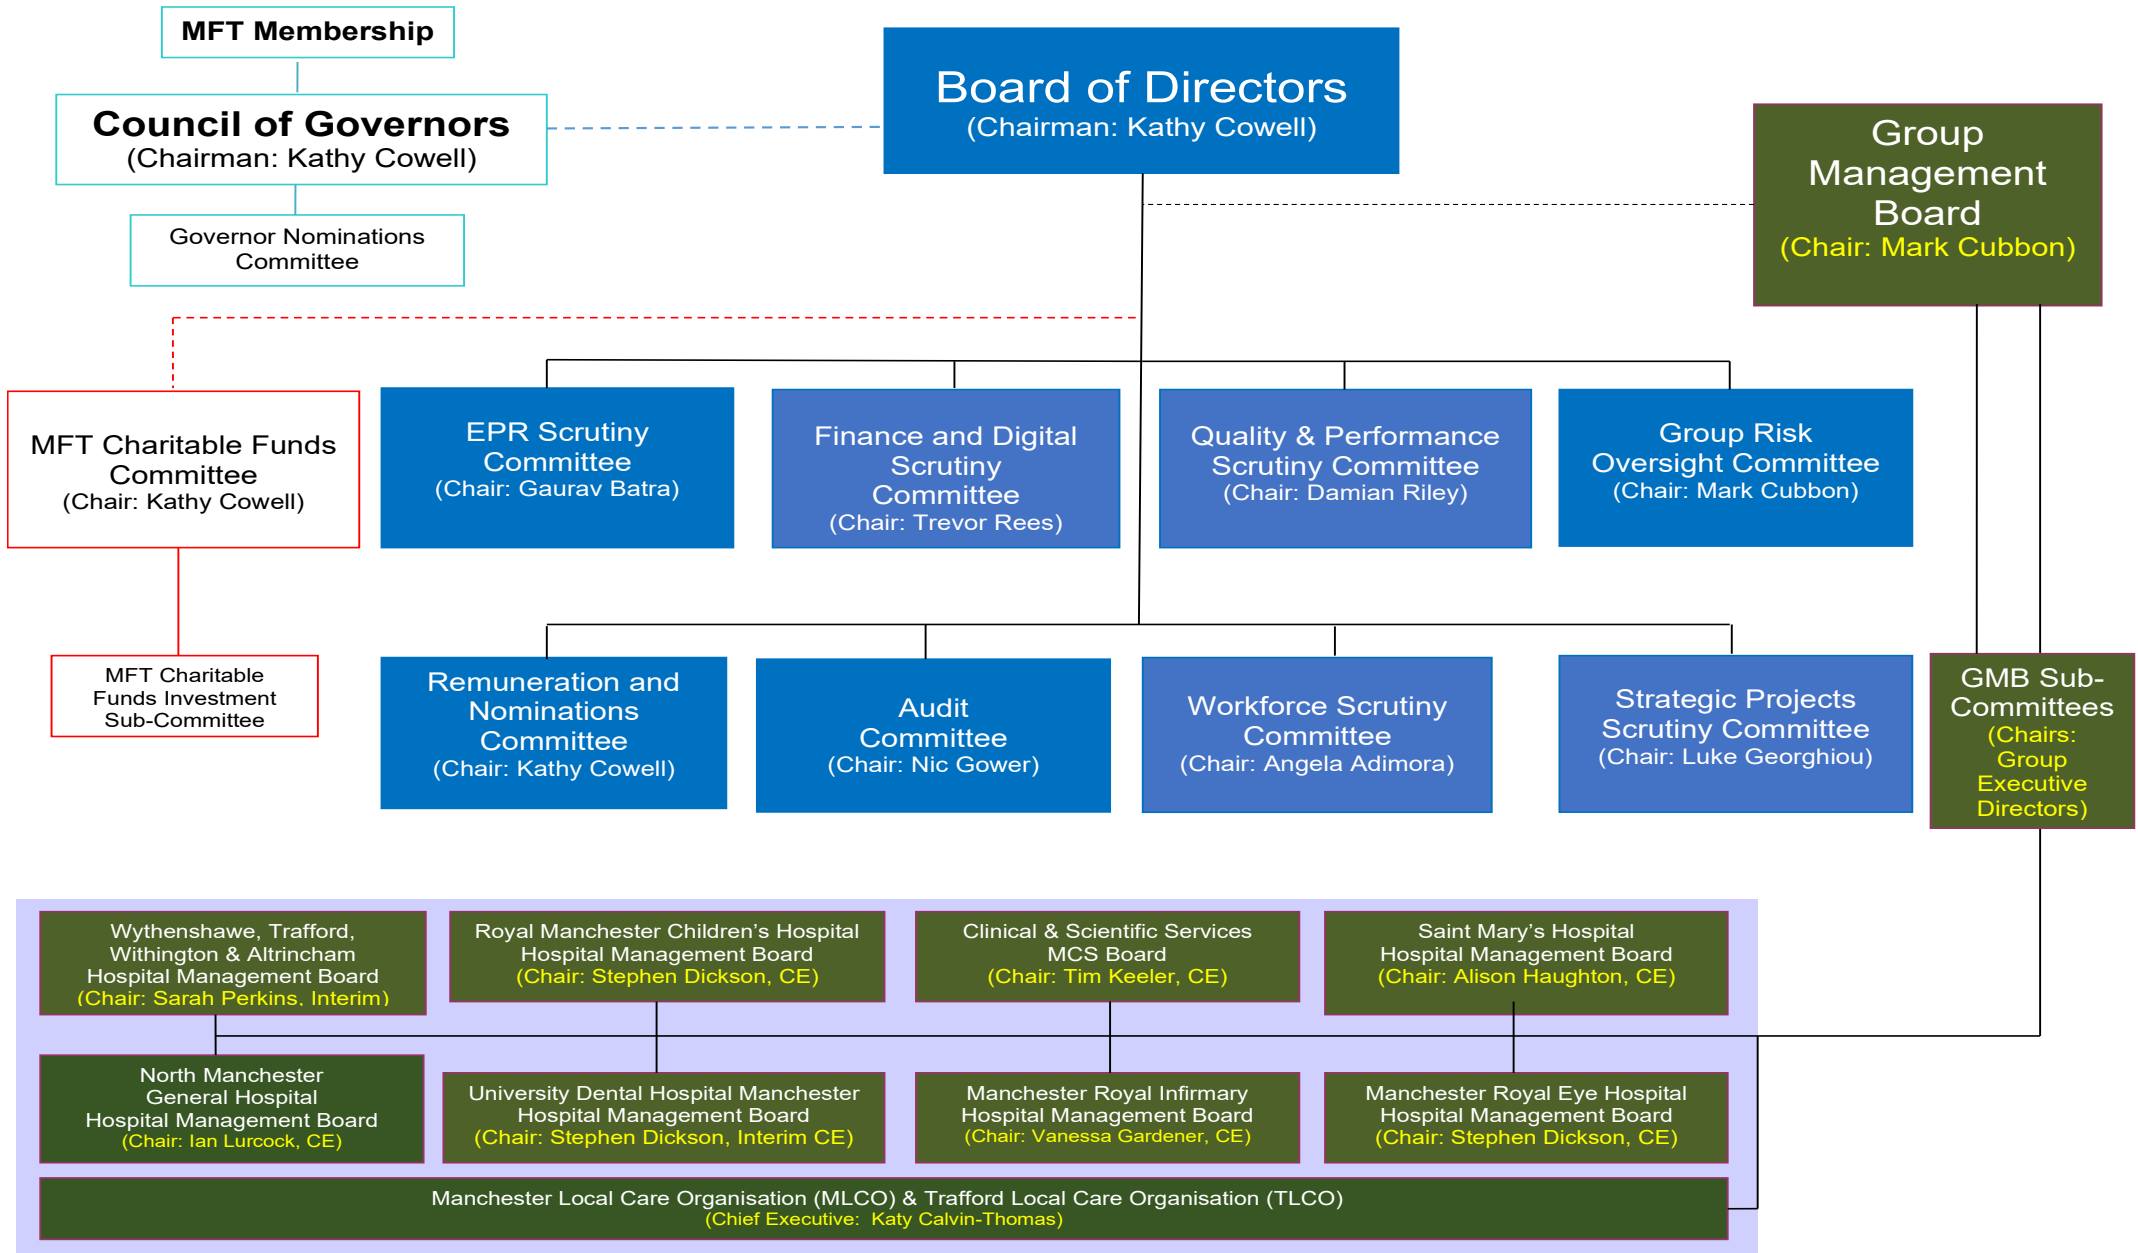 MFT Membership
Council of Governors
(Chairman: Kathy Cowell)
Governor Nominations
Committee
Board of Directors
(Chairman: Kathy Cowell)
Group
Management
Board
(Chair: Mark Cubbon)
MFT Charitable Funds
Committee
(Chair: Kathy Cowell)
EPR Scrutiny
Committee
(Chair: Gaurav Batra)
Finance and Digital
Scrutiny
Committee
(Chair: Trevor Rees)
Quality & Performance
Scrutiny Committee
(Chair: Damian Riley)
Group Risk
Oversight Committee
(Chair: Mark Cubbon)
MFT Charitable
Funds Investment
Sub-Committee
Remuneration and
Nominations
Committee
(Chair: Kathy Cowell)
Audit
Committee
(Chair: Nic Gower)
Workforce Scrutiny
Committee
(Chair: Angela Adimora)
Strategic Projects
Scrutiny Committee
(Chair: Luke Georghiou)
GMB Sub-
Committees
(Chairs:
Group
Executive
Directors)
Wythenshawe, Trafford,
Withington & Altrincham
Hospital Management Board
(Chair: Sarah Perkins, Interim)
Royal Manchester Children’s Hospital
Hospital Management Board
(Chair: Stephen Dickson, CE)
Clinical & Scientific Services
MCS Board
(Chair: Tim Keeler, CE)
Saint Mary’s Hospital
Hospital Management Board
(Chair: Alison Haughton, CE)
North Manchester
General Hospital
Hospital Management Board
(Chair: Ian Lurcock, CE)
University Dental Hospital Manchester
Hospital Management Board
(Chair: Stephen Dickson, Interim CE)
Manchester Royal Infirmary
Hospital Management Board
(Chair: Vanessa Gardener, CE)
Manchester Royal Eye Hospital
Hospital Management Board
(Chair: Stephen Dickson, CE)
Manchester Local Care Organisation (MLCO) & Trafford Local Care Organisation (TLCO)
(Chief Executive:  Katy Calvin-Thomas)